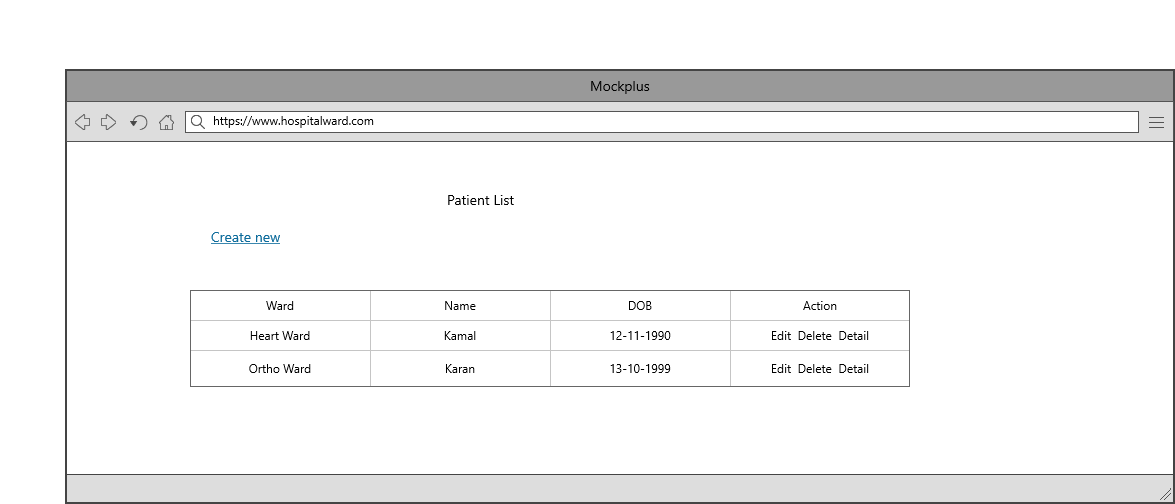 Mockplus
https://www.hospitalward.com
Patient List
Create new
Ward Name DOB Action
Heart Ward Kamal 12-11-1990 Edit Delete Detail
Ortho Ward Karan 13-10-1999 Edit Delete Detail